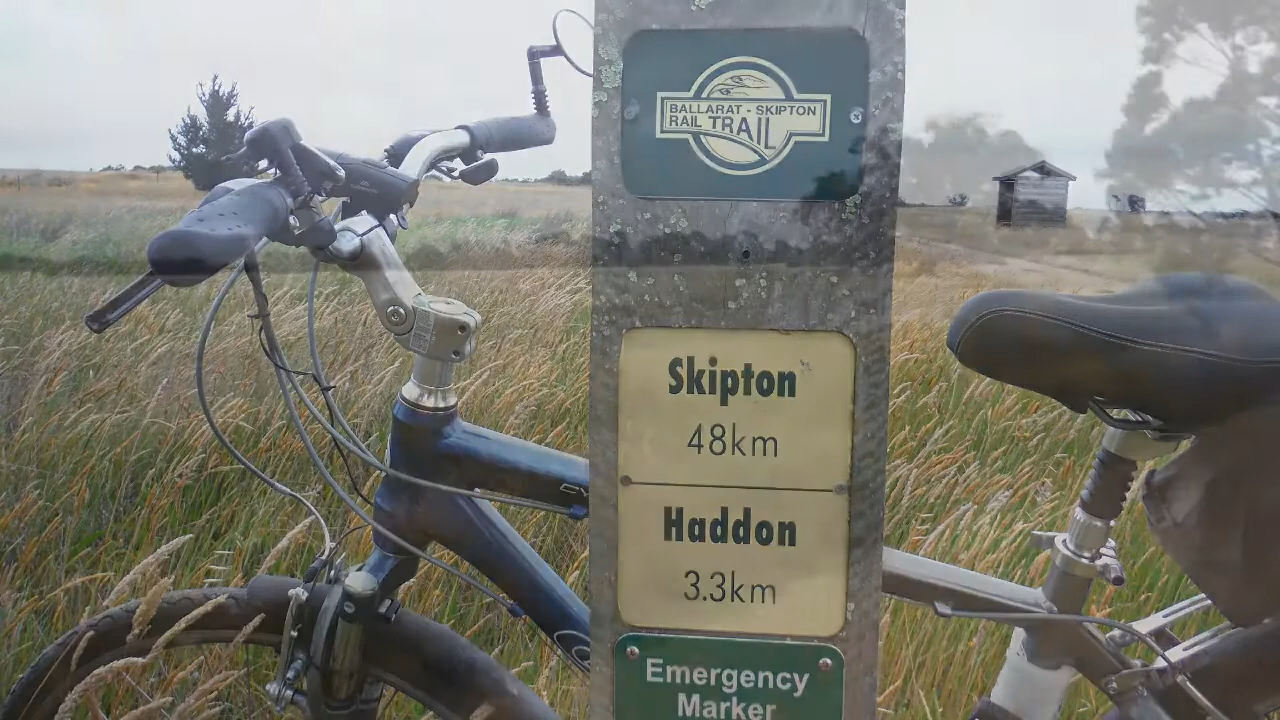 BALLARAT - SKIPTON
RAIL TRAIL
Skipton
48km
Haddon
3.3km
Emergency
Marker